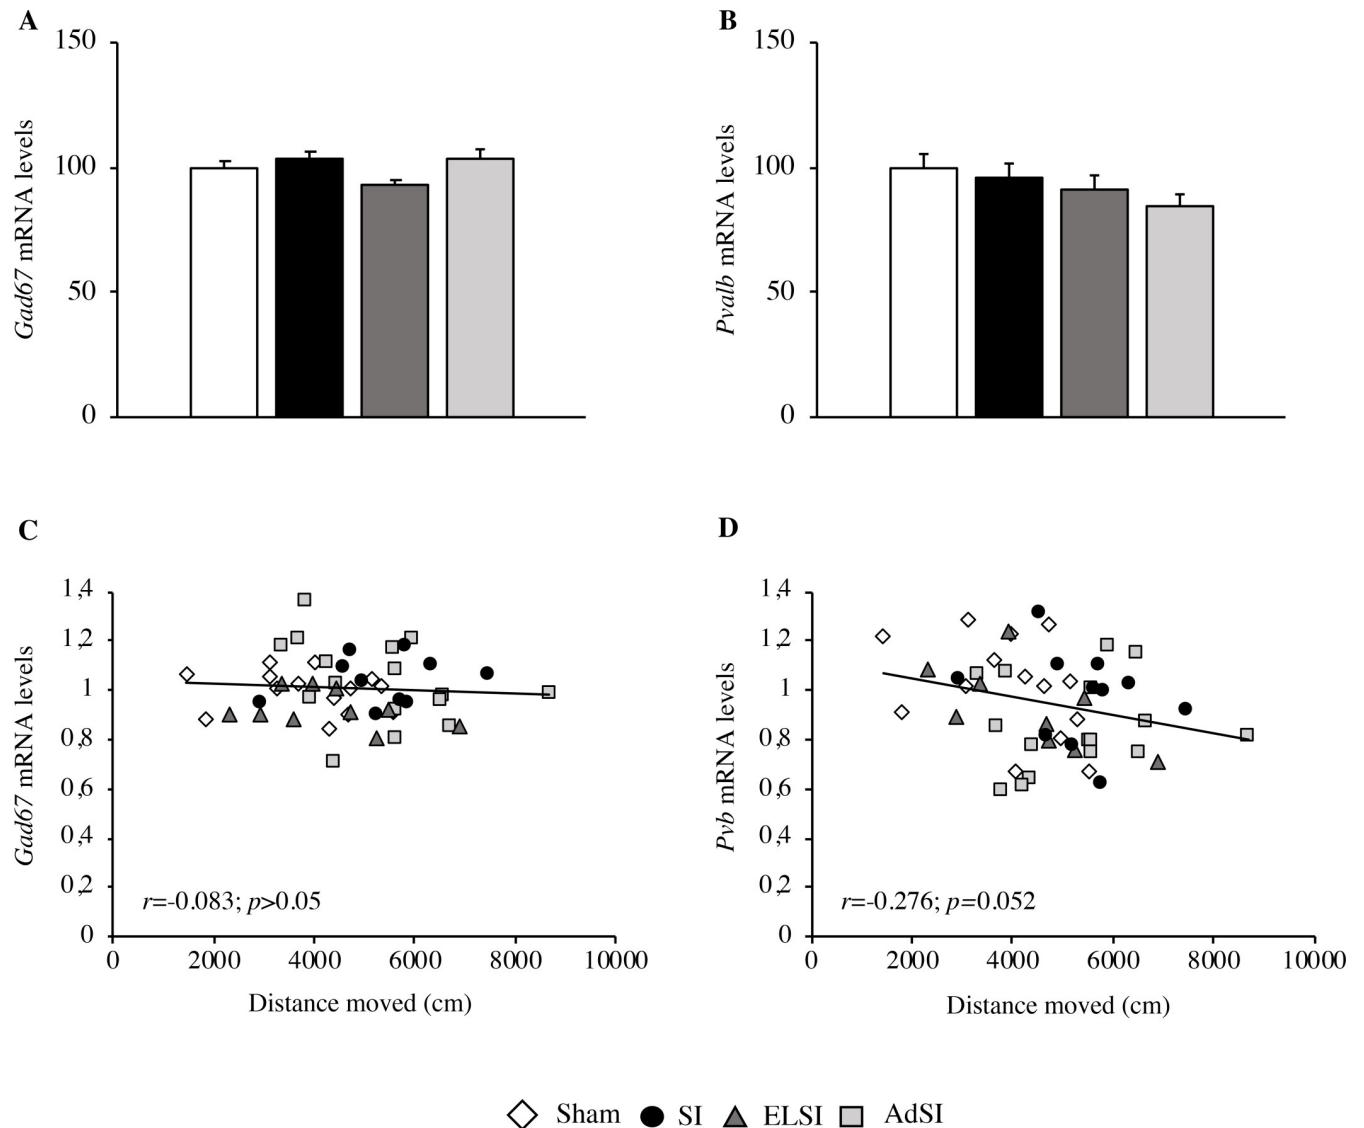 A
150
100
50
0
Gad67 mRNA levels
B
150
100
50
0
Pvalb mRNA levels
C
1,4
1,2
1
0,8
0,6
0,4
0,2
0
Gad67 mRNA levels
r=-0.083; p>0.05
0 2000 4000 6000 8000 10000
Distance moved (cm)
D
1,4
1,2
1
0,8
0,6
0,4
0,2
0
Pvb mRNA levels
r=-0.276; p=0.052
0 2000 4000 6000 8000 10000
Distance moved (cm)
Sham SI ELSI AdSI